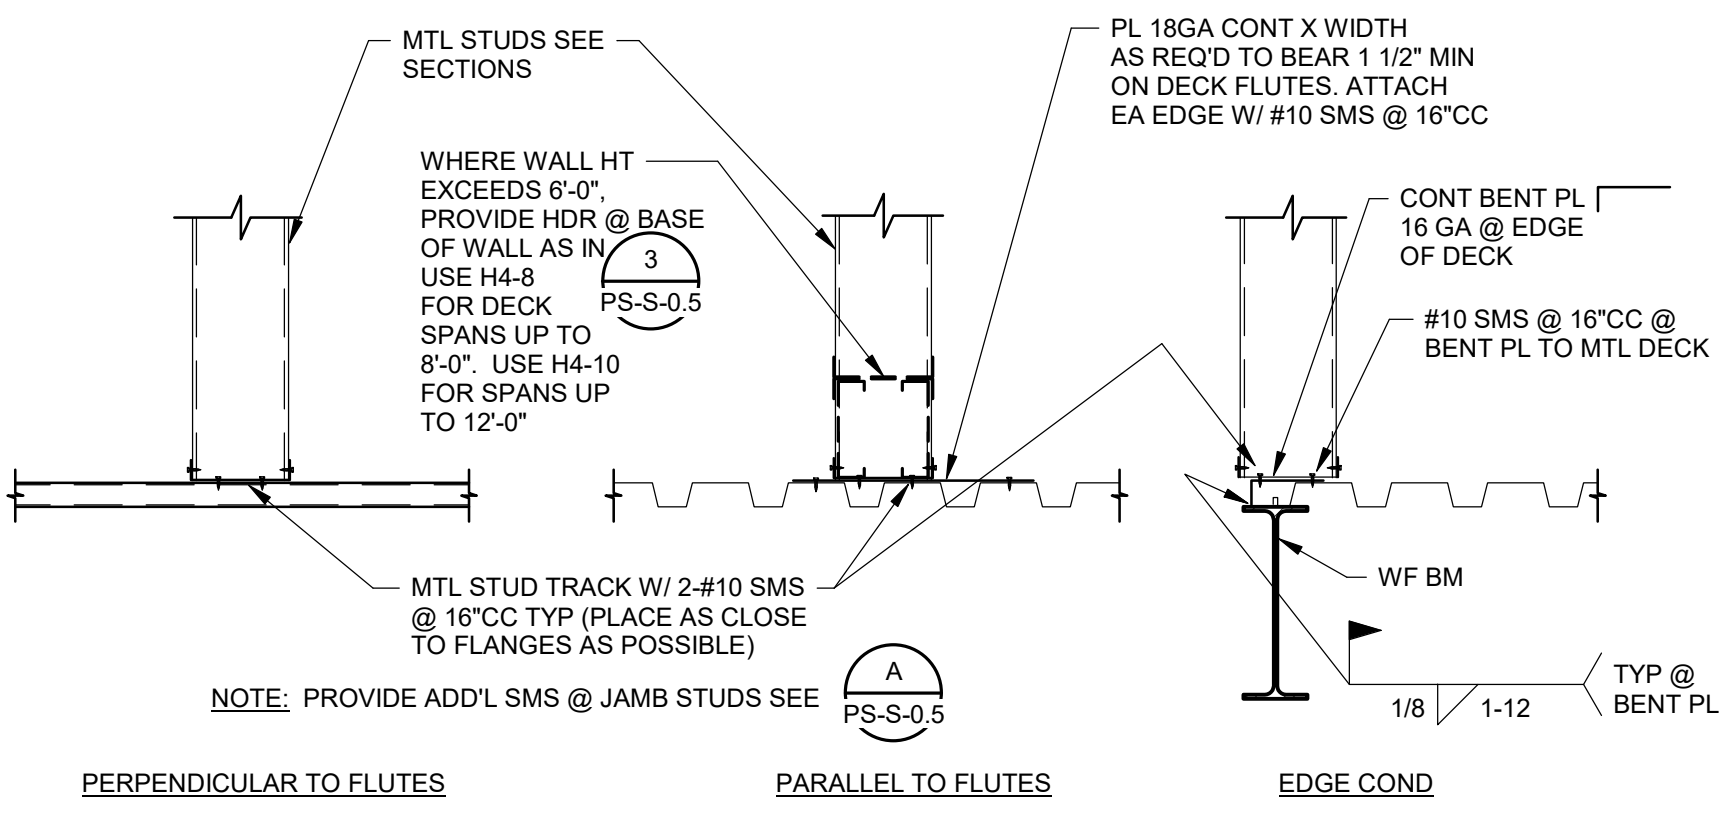 MTL STUDS SEE
SECTIONS
PL 18GA CONT X WIDTH
AS REQ'D TO BEAR 1 1/2" MIN
ON DECK FLUTES. ATTACH
EA EDGE W/ #10 SMS @ 16"CC
WHERE WALL HT
EXCEEDS 6'-0",
PROVIDE HDR @ BASE
OF WALL AS IN
USE H4-8
FOR DECK
SPANS UP TO
8'-0".  USE H4-10
FOR SPANS UP
TO 12'-0"
3
PS-S-0.5
CONT BENT PL
16 GA @ EDGE
OF DECK
#10 SMS @ 16"CC @
BENT PL TO MTL DECK
MTL STUD TRACK W/ 2-#10 SMS
@ 16"CC TYP (PLACE AS CLOSE
TO FLANGES AS POSSIBLE)
WF BM
NOTE:  PROVIDE ADD'L SMS @ JAMB STUDS SEE
A
PS-S-0.5
1/8
1-12
TYP @
BENT PL
PERPENDICULAR TO FLUTES
PARALLEL TO FLUTES
EDGE COND